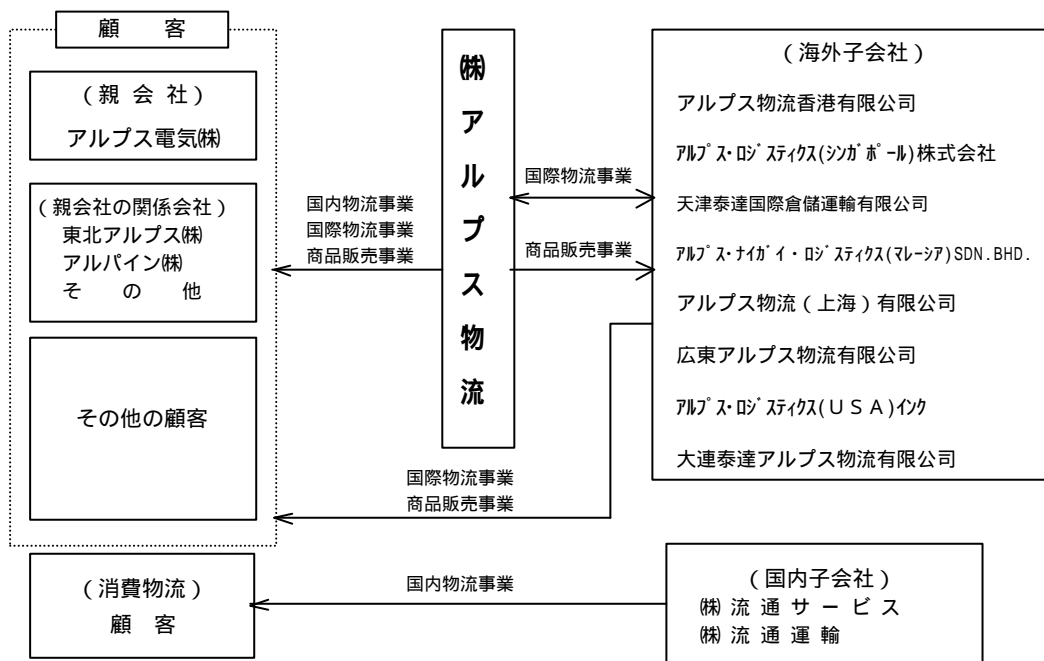 顧 客
(親 会 社)
アルプス電気㈱
(親会社の関係会社)
東北アルプス㈱
アルパイン㈱
そ の 他
その他の顧客
国内物流事業
国際物流事業
商品販売事業
㈱アルプス物流
国際物流事業
商品販売事業
(海外子会社)
アルプス物流香港有限公司
ｱﾙﾌﾟｽ･ﾛｼﾞｽﾃｨｸｽ(ｼﾝｶﾞﾎﾟｰﾙ)株式会社
天津泰達国際倉儲運輸有限公司
ｱﾙﾌﾟｽ･ﾅｲｶﾞｲ・ﾛｼﾞｽﾃｨｸｽ(ﾏﾚｰｼｱ)SDN.BHD.
アルプス物流(上海)有限公司
広東アルプス物流有限公司
ｱﾙﾌﾟｽ･ﾛｼﾞｽﾃｨｸｽ(ＵＳＡ)ｲﾝｸ
大連泰達アルプス物流有限公司
国際物流事業
商品販売事業
(消費物流)
顧 客
国内物流事業
(国内子会社)
㈱ 流 通 サ ー ビ ス
㈱ 流 通 運 輸